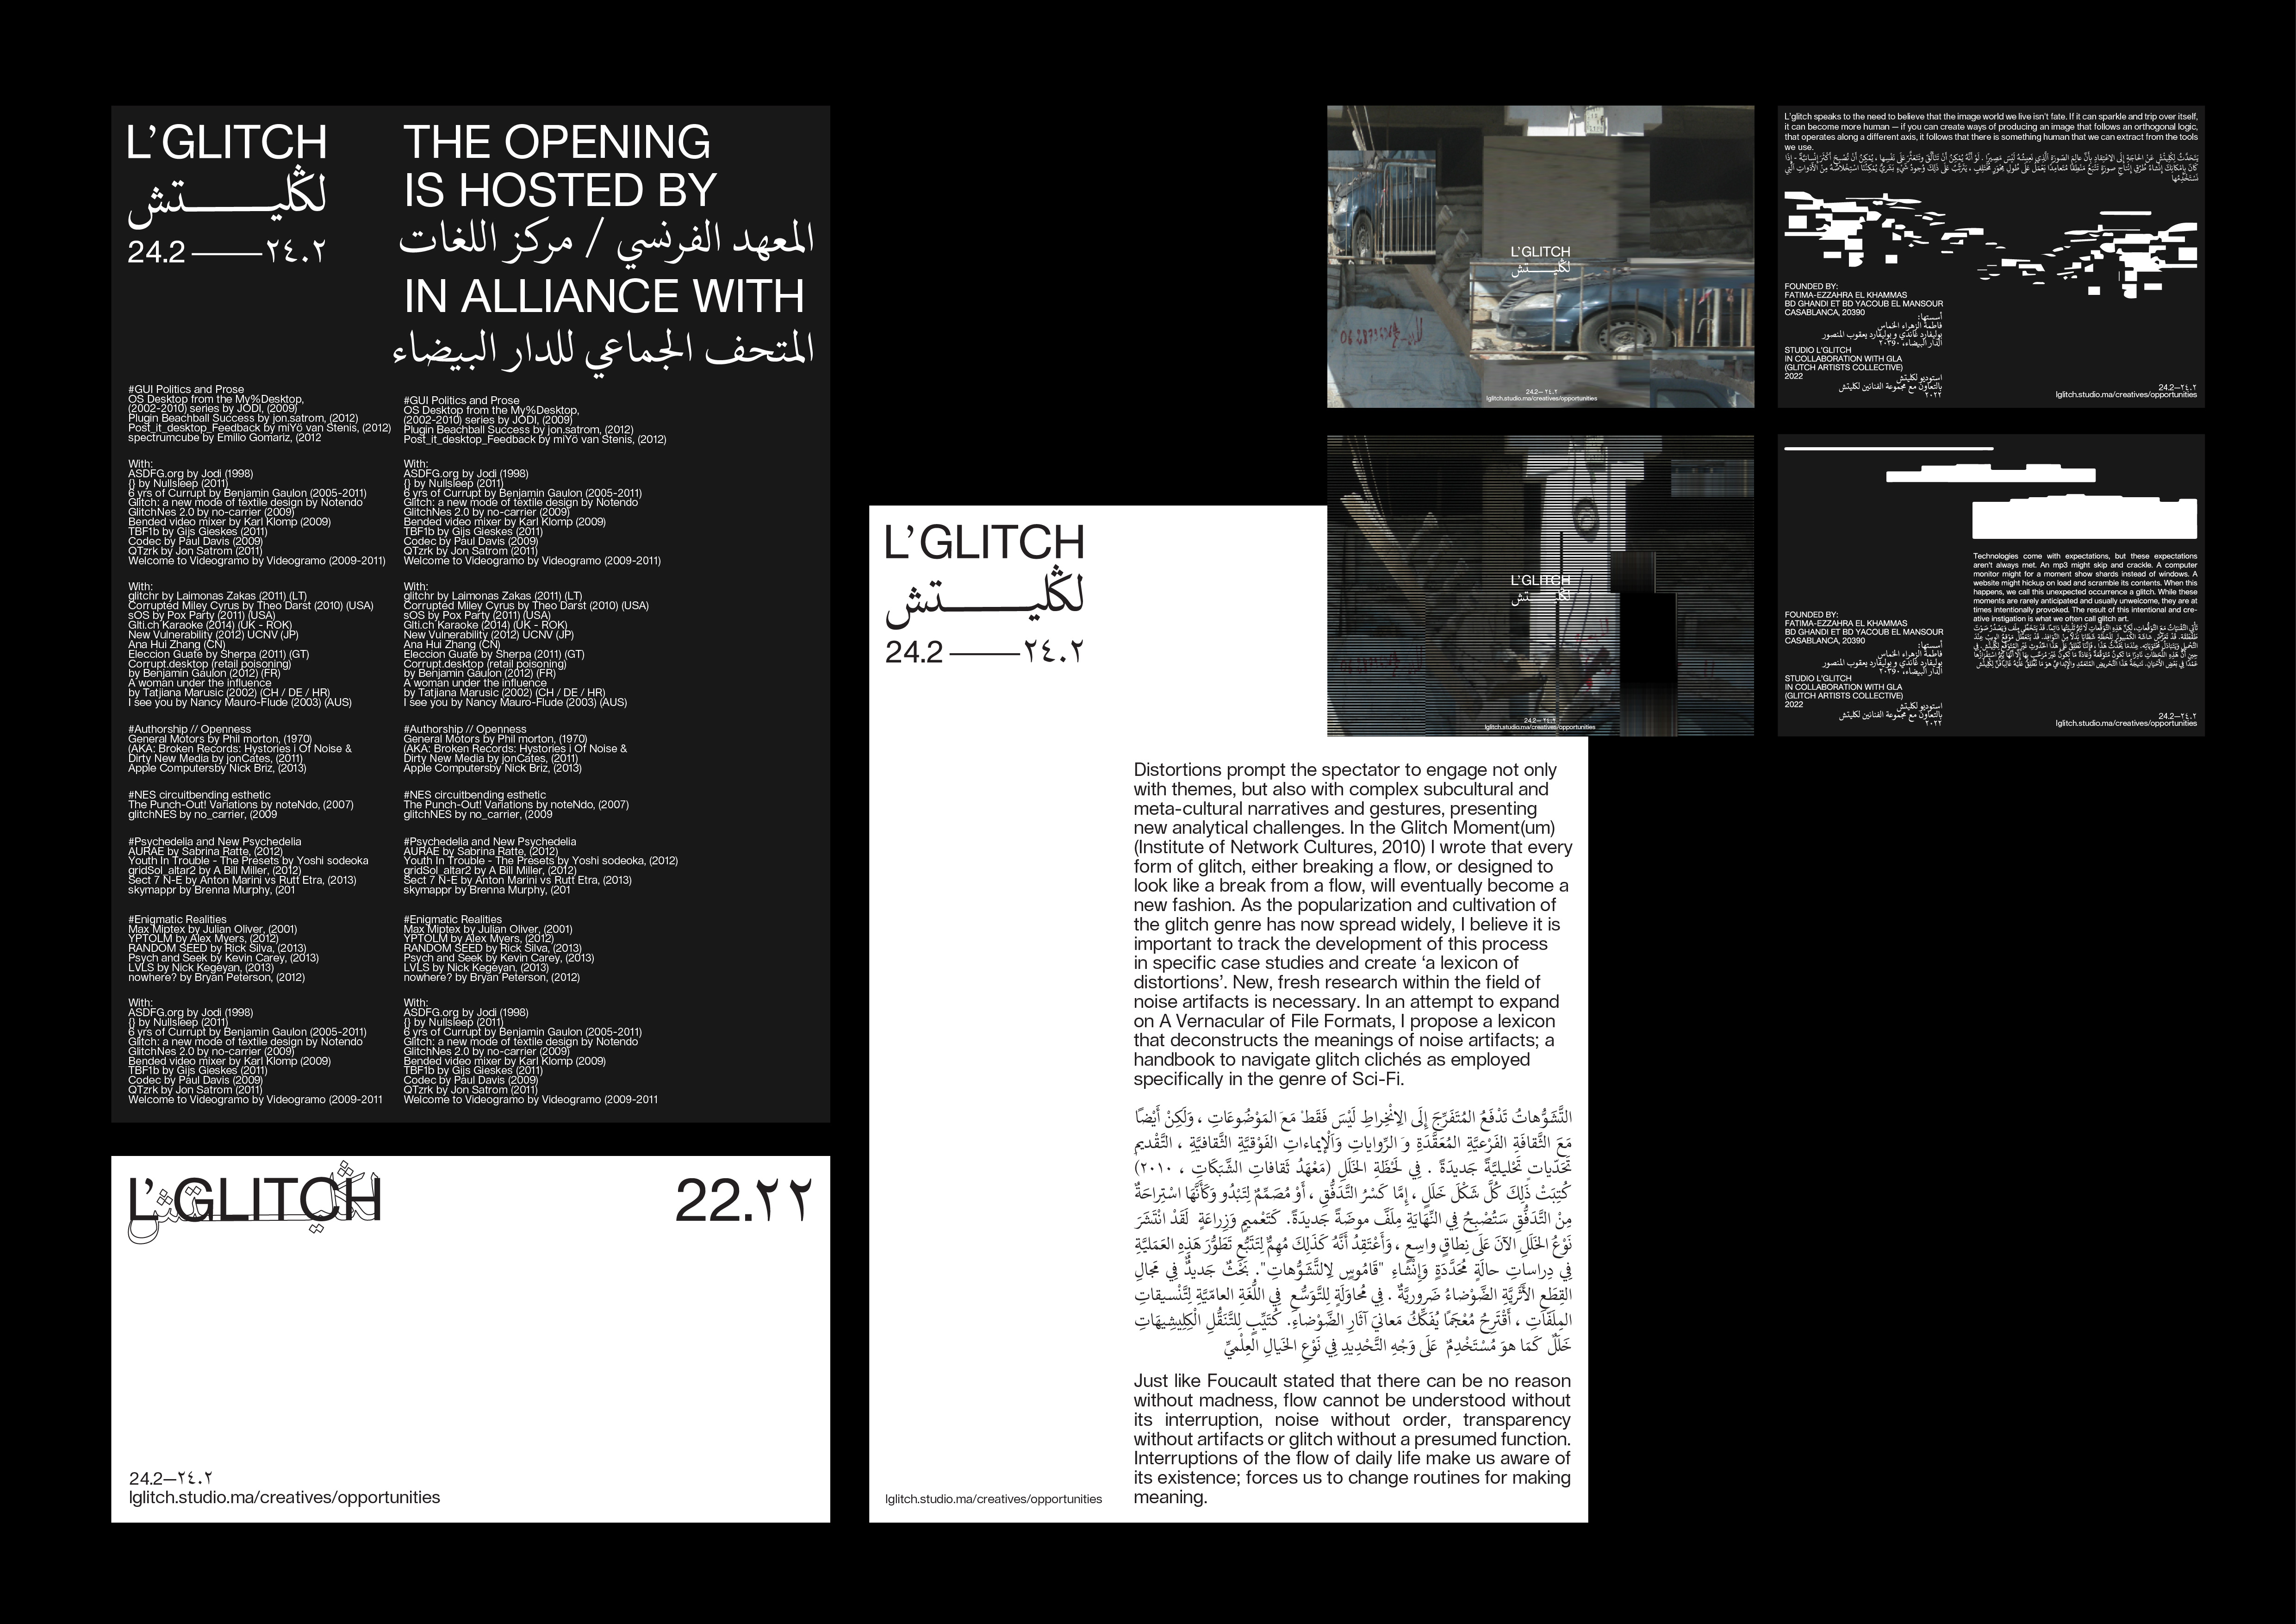 L’GLITCH
لڭليـــــتش
24.2 ——— ٢٤.٢
THE OPENING
IS HOSTED BY
المعهد الفرنسي / مركز اللغات
IN ALLIANCE WITH
المتحف الجماعي للدار البيضاء
#GUI Politics and Prose
OS Desktop from the My%Desktop,
(2002-2010) series by JODI, (2009)
Plugin Beachball Success by jon.satrom, (2012)
Post_it_desktop_Feedback by miYö van Stenis, (2012)
spectrumcube by Emilio Gomariz, (2012
With:
ASDFG.org by Jodi (1998)
{} by Nullsleep (2011)
6 yrs of Currupt by Benjamin Gaulon (2005-2011)
Glitch: a new mode of textile design by Notendo
GlitchNes 2.0 by no-carrier (2009)
Bended video mixer by Karl Klomp (2009)
TBF1b by Gijs Gieskes (2011)
Codec by Paul Davis (2009)
QTzrk by Jon Satrom (2011)
Welcome to Videogramo by Videogramo (2009-2011)
With:
glitchr by Laimonas Zakas (2011) (LT)
Corrupted Miley Cyrus by Theo Darst (2010) (USA)
sOS by Pox Party (2011) (USA)
Glti.ch Karaoke (2014) (UK - ROK)
New Vulnerability (2012) UCNV (JP)
Ana Hui Zhang (CN)
Eleccion Guate by Sherpa (2011) (GT)
Corrupt.desktop (retail poisoning)
by Benjamin Gaulon (2012) (FR)
A woman under the influence
by Tatjiana Marusic (2002) (CH / DE / HR)
I see you by Nancy Mauro-Flude (2003) (AUS)
#Authorship // Openness
General Motors by Phil morton, (1970)
(AKA: Broken Records: Hystories i Of Noise &
Dirty New Media by jonCates, (2011)
Apple Computersby Nick Briz, (2013)
#NES circuitbending esthetic
The Punch-Out! Variations by noteNdo, (2007)
glitchNES by no_carrier, (2009
#Psychedelia and New Psychedelia
AURAE by Sabrina Ratte, (2012)
Youth In Trouble - The Presets by Yoshi sodeoka
gridSol_altar2 by A Bill Miller, (2012)
Sect 7 N-E by Anton Marini vs Rutt Etra, (2013)
skymappr by Brenna Murphy, (201
#Enigmatic Realities
Max Miptex by Julian Oliver, (2001)
YPTOLM by Alex Myers, (2012)
RANDOM SEED by Rick Silva, (2013)
Psych and Seek by Kevin Carey, (2013)
LVLS by Nick Kegeyan, (2013)
nowhere? by Bryan Peterson, (2012)
With:
ASDFG.org by Jodi (1998)
{} by Nullsleep (2011)
6 yrs of Currupt by Benjamin Gaulon (2005-2011)
Glitch: a new mode of textile design by Notendo
GlitchNes 2.0 by no-carrier (2009)
Bended video mixer by Karl Klomp (2009)
TBF1b by Gijs Gieskes (2011)
Codec by Paul Davis (2009)
QTzrk by Jon Satrom (2011)
Welcome to Videogramo by Videogramo (2009-2011
#GUI Politics and Prose
OS Desktop from the My%Desktop,
(2002-2010) series by JODI, (2009)
Plugin Beachball Success by jon.satrom, (2012)
Post_it_desktop_Feedback by miYö van Stenis, (2012)
With:
ASDFG.org by Jodi (1998)
{} by Nullsleep (2011)
6 yrs of Currupt by Benjamin Gaulon (2005-2011)
Glitch: a new mode of textile design by Notendo
GlitchNes 2.0 by no-carrier (2009)
Bended video mixer by Karl Klomp (2009)
TBF1b by Gijs Gieskes (2011)
Codec by Paul Davis (2009)
QTzrk by Jon Satrom (2011)
Welcome to Videogramo by Videogramo (2009-2011)
With:
glitchr by Laimonas Zakas (2011) (LT)
Corrupted Miley Cyrus by Theo Darst (2010) (USA)
sOS by Pox Party (2011) (USA)
Glti.ch Karaoke (2014) (UK - ROK)
New Vulnerability (2012) UCNV (JP)
Ana Hui Zhang (CN)
Eleccion Guate by Sherpa (2011) (GT)
Corrupt.desktop (retail poisoning)
by Benjamin Gaulon (2012) (FR)
A woman under the influence
by Tatjiana Marusic (2002) (CH / DE / HR)
I see you by Nancy Mauro-Flude (2003) (AUS)
#Authorship // Openness
General Motors by Phil morton, (1970)
(AKA: Broken Records: Hystories i Of Noise &
Dirty New Media by jonCates, (2011)
Apple Computersby Nick Briz, (2013)
#NES circuitbending esthetic
The Punch-Out! Variations by noteNdo, (2007)
glitchNES by no_carrier, (2009
#Psychedelia and New Psychedelia
AURAE by Sabrina Ratte, (2012)
Youth In Trouble - The Presets by Yoshi sodeoka, (2012)
gridSol_altar2 by A Bill Miller, (2012)
Sect 7 N-E by Anton Marini vs Rutt Etra, (2013)
skymappr by Brenna Murphy, (201
#Enigmatic Realities
Max Miptex by Julian Oliver, (2001)
YPTOLM by Alex Myers, (2012)
RANDOM SEED by Rick Silva, (2013)
Psych and Seek by Kevin Carey, (2013)
LVLS by Nick Kegeyan, (2013)
nowhere? by Bryan Peterson, (2012)
With:
ASDFG.org by Jodi (1998)
{} by Nullsleep (2011)
6 yrs of Currupt by Benjamin Gaulon (2005-2011)
Glitch: a new mode of textile design by Notendo
GlitchNes 2.0 by no-carrier (2009)
Bended video mixer by Karl Klomp (2009)
TBF1b by Gijs Gieskes (2011)
Codec by Paul Davis (2009)
QTzrk by Jon Satrom (2011)
Welcome to Videogramo by Videogramo (2009-2011
L’GLITCH
لڭليتش
22.٢٢
24.2—٢٤.٢
lglitch.studio.ma/creatives/opportunities
L’GLITCH
لڭليـــــتش
24.2 ——— ٢٤.٢
Distortions prompt the spectator to engage not only
with themes, but also with complex subcultural and
meta-cultural narratives and gestures, presenting
new analytical challenges. In the Glitch Moment(um)
(Institute of Network Cultures, 2010) I wrote that every
form of glitch, either breaking a flow, or designed to
look like a break from a flow, will eventually become a
new fashion. As the popularization and cultivation of
the glitch genre has now spread widely, I believe it is
important to track the development of this process
in specific case studies and create ‘a lexicon of
distortions’. New, fresh research within the field of
noise artifacts is necessary. In an attempt to expand
on A Vernacular of File Formats, I propose a lexicon
that deconstructs the meanings of noise artifacts; a
handbook to navigate glitch clichés as employed
specifically in the genre of Sci-Fi.
التَّشَوُّهاتُ تَدْفَعُ المُتَفَرِّجَ إِلَى الاِنْخِراطِ لَيْسَ فَقَطْ مَعَ المَوْضُوعَاتِ ، وَلَكِنْ أَيْضًا
مَعَ الثَّقافَةِ الفَرْعِيَّةِ المُعَقَّدَةِ وَ الرِّواياتِ وَالْإيماءاتِ الفَوْقِيَّةِ الثَّقافِيَّةِ ، التَّقْديم
تَحَدّيات تَحْليليَّةً جَديدَةً . فِي لَحْظَةِ الخَلَلِ (مَعْهَدُ ثَقافاتِ الشَّبَكَاتِ ، ٢٠١٠)
كُتِبَتْ ذَلِكَ كُلَّ شَكْلَ خَلَلٍ ، إِمَّا كَسْرُ التَّدَفُّقِ ، أَوْ مُصَمَّمٌ لِتَبْدُو وَكَأَنَّهَا اسْتِراحَةٌ
مِنْ التَّدَفُّقِ سَتُصْبِحُ فِي النِّهَايَةِ مِلَفَّ موضَةً جَديدَةً. كَتَعْميمٍ وَزِراعَةٍ لَقَدْ انْتَشَرَ
نَوْعُ الخَلَلِ الآنَ عَلَى نِطاقٍ واسِعٍ ، وَأَعْتَقِدُ أَنَّهُ كَذَلِكَ مُهِمٌّ لِتَتَبُّعِ تَطَوُّرَ هَذِهِ العَمَليَّةِ
فِي دِراساتِ حالَةٍ مُحَدَّدَةٍ وَإِنْشَاءِ "قَامُوسٍ لِالتَّشَوُّهاتِ". بَحْثٌ جَديدٌ فِي مَجالِ
القِطَعِ الأَثَرِيَّةِ الضَّوْضاءُ ضَروريَّةٌ . فِي مُحاوَلَةٍ لِلتَّوَسُّعِ فِي اللُّغَةِ العامّيَّةِ لِتَنْسيقاتِ
المِلَفَّاتِ ، أَقْتَرِحُ مُعْجَمًا يُفَكِّكُ مَعانيَ آثَارِ الضَّوْضاءِ. كُتَيِّبٍ لِلتَّنَقُّلِ الْكِلِيشِيهَاتِ
خَلَلٌ كَمَا هوَ مُسْتَخْدِمٌ عَلَى وَجْهِ التَّحْدِيدِ فِي نَوْعِ الخَيالِ العِلْمِيِّ
Just like Foucault stated that there can be no reason
without madness, flow cannot be understood without
its interruption, noise without order, transparency
without artifacts or glitch without a presumed function.
Interruptions of the flow of daily life make us aware of
its existence; forces us to change routines for making
meaning.
lglitch.studio.ma/creatives/opportunities
L’GLITCH
لڭليـــــتش
24.2—٢٤.٢
lglitch.studio.ma/creatives/opportunities
L’GLITCH
لڭليـــــتش
24.2—٢٤.٢
lglitch.studio.ma/creatives/opportunities
L’glitch speaks to the need to believe that the image world we live isn’t fate. If it can sparkle and trip over itself,
it can become more human — if you can create ways of producing an image that follows an orthogonal logic,
that operates along a different axis, it follows that there is something human that we can extract from the tools
we use.
FOUNDED BY:
FATIMA-EZZAHRA EL KHAMMAS
BD GHANDI ET BD YACOUB EL MANSOUR
CASABLANCA, 20390
أسستها:
فاطمة الزهراء الخماس
بوليفارد غاندي و بوليفارد يعقوب المنصور
الدار البيضاء، ٢٠٣٩٠
STUDIO L’GLITCH
IN COLLABORATION WITH GLA
(GLITCH ARTISTS COLLECTIVE)
2022
استوديو لكليتش
بالتعاون مع مجموعة الفنانين لكليتش
٢٠٢٢
24.2—٢٤.٢
lglitch.studio.ma/creatives/opportunities
Technologies come with expectations, but these expectations
aren’t always met. An mp3 might skip and crackle. A computer
monitor might for a moment show shards instead of windows. A
website might hickup on load and scramble its contents. When this
happens, we call this unexpected occurrence a glitch. While these
moments are rarely anticipated and usually unwelcome, they are at
times intentionally provoked. The result of this intentional and cre-
ative instigation is what we often call glitch art.
FOUNDED BY:
FATIMA-EZZAHRA EL KHAMMAS
BD GHANDI ET BD YACOUB EL MANSOUR
CASABLANCA, 20390
أسستها:
فاطمة الزهراء الخماس
بوليفارد غاندي و بوليفارد يعقوب المنصور
الدار البيضاء، ٢٠٣٩٠
STUDIO L’GLITCH
IN COLLABORATION WITH GLA
(GLITCH ARTISTS COLLECTIVE)
2022
استوديو لكليتش
بالتعاون مع مجموعة الفنانين لكليتش
٢٠٢٢
24.2—٢٤.٢
lglitch.studio.ma/creatives/opportunities